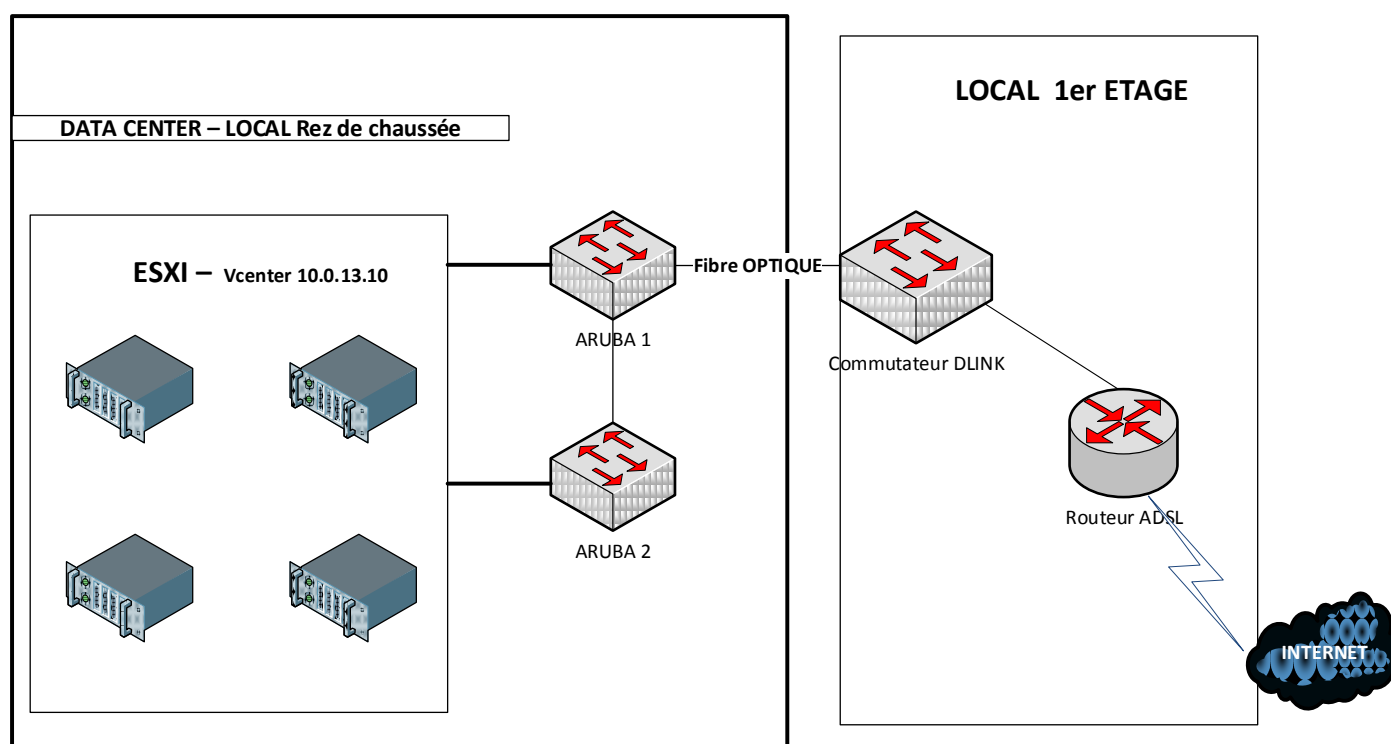 LOCAL 1er ETAGE
DATA CENTER – LOCAL Rez de chaussée
ESXI – Vcenter 10.0.13.10
Fibre OPTIQUE
ARUBA 1
Commutateur DLINK
Routeur ADSL
ARUBA 2
INTERNET